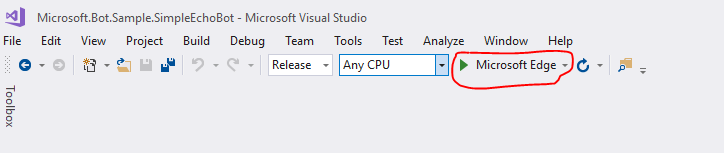 Microsoft.Bot.Sample.SimpleEchoBot - Microsoft Visual Studio
File Edit View Project Build Debug Team Tools Test Analyze Window Help
Release Any CPU Microsoft Edge
Toolbox